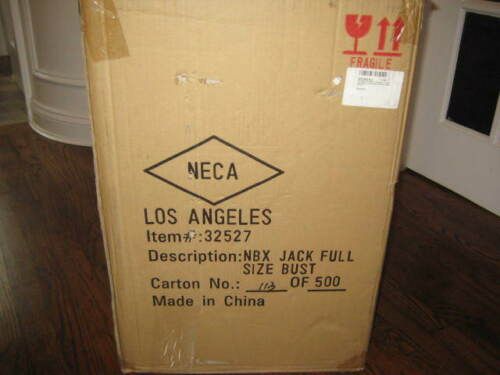 FRAGILE
NECA
LOS ANGELES
Item#:32527
Description:NBX JACK FULL
SIZE BUST
Carton No.: 113 OF 500
Made in China